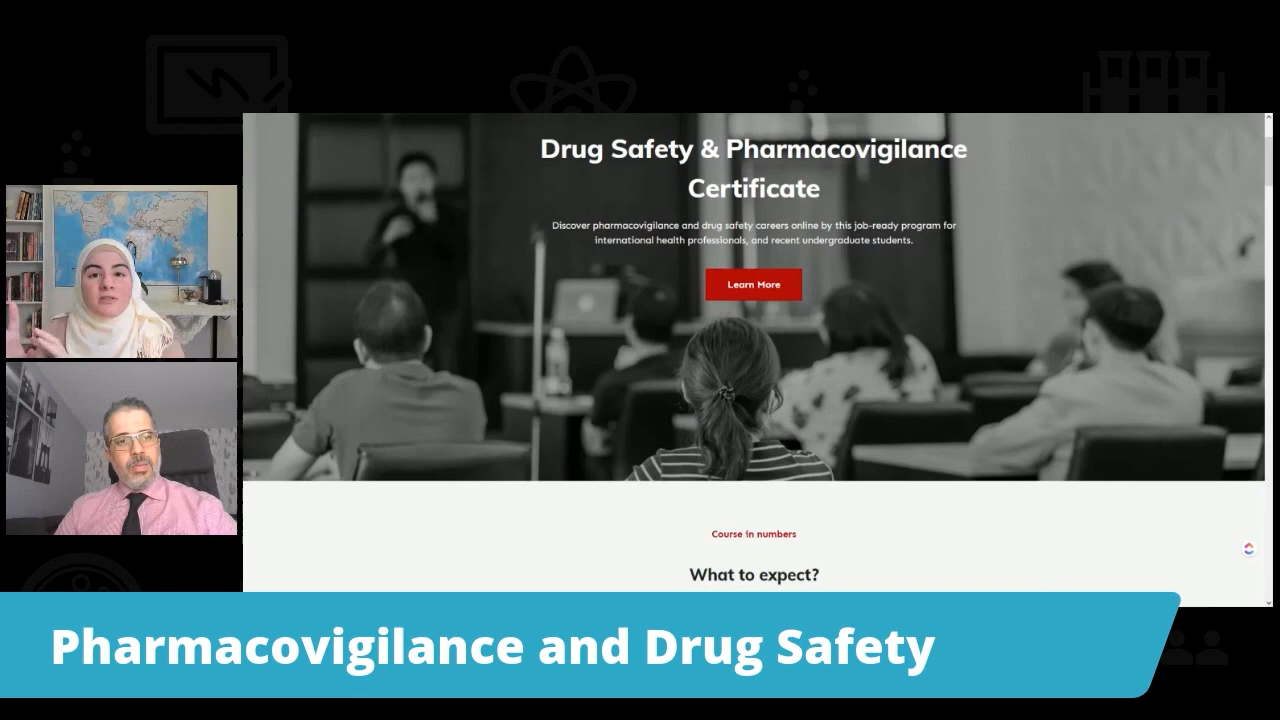 Drug Safety & Pharmacovigilance
Certificate
Discover pharmacovigilance and drug safety careers online by this job-ready program for
international health professionals, and recent undergraduate students.
Learn More
Course in numbers
What to expect?
Pharmacovigilance and Drug Safety